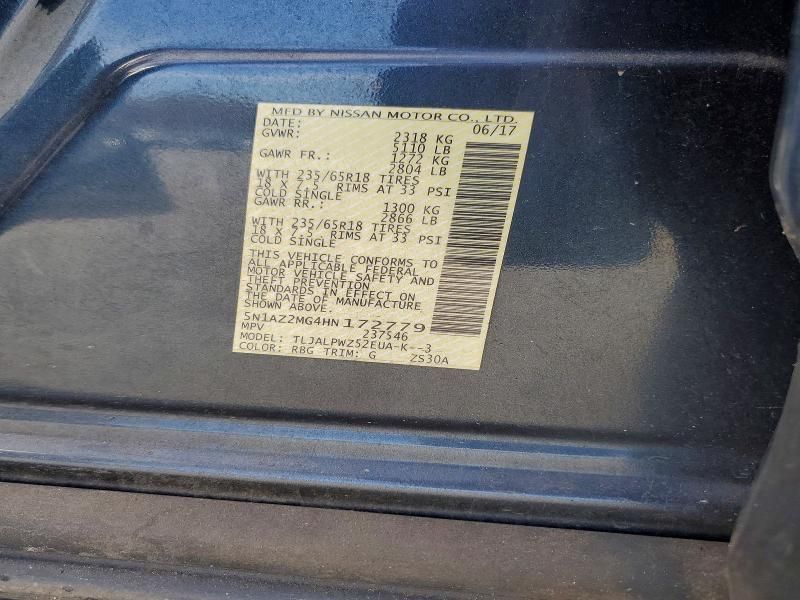 MFD BY NISSAN MOTOR CO., LTD.
DATE: 06/17
GVWR: 2318 KG
5110 LB
GAWR FR.: 1272 KG
2804 LB
WITH 235/65R18 TIRES
18 X 7.5 RIMS AT 33 PSI
COLD SINGLE
GAWR RR.: 1300 KG
2866 LB
WITH 235/65R18 TIRES
18 X 7.5 RIMS AT 33 PSI
COLD SINGLE
THIS VEHICLE CONFORMS TO
ALL APPLICABLE FEDERAL
MOTOR VEHICLE SAFETY AND
THEFT PREVENTION
STANDARDS IN EFFECT ON
THE DATE OF MANUFACTURE
SHOWN ABOVE.
5N1AZ2MG4HN172779
MPV 237546
MODEL: TLJALPWZ52EUA-K--3
COLOR: RBG TRIM: G ZS30A